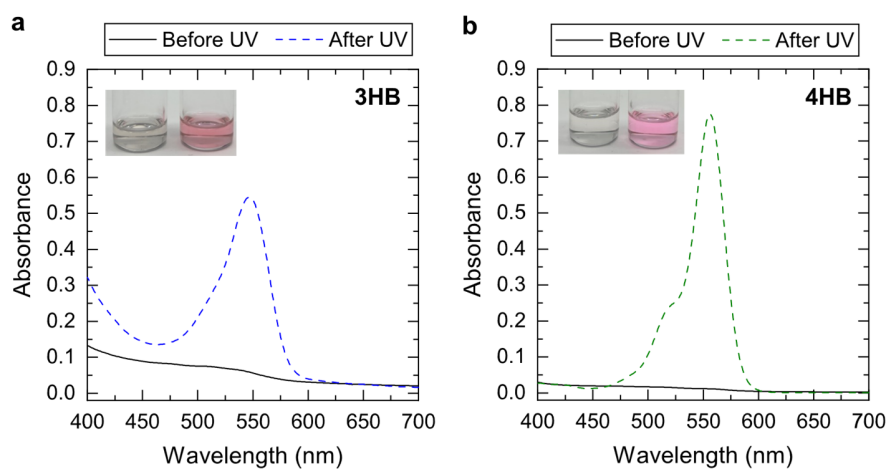 a
Before UV
After UV
3HB
0.9
0.8
0.7
0.6
0.5
0.4
0.3
0.2
0.1
0.0
Absorbance
400 450 500 550 600 650 700
Wavelength (nm)
b
Before UV
After UV
4HB
0.9
0.8
0.7
0.6
0.5
0.4
0.3
0.2
0.1
0.0
Absorbance
400 450 500 550 600 650 700
Wavelength (nm)